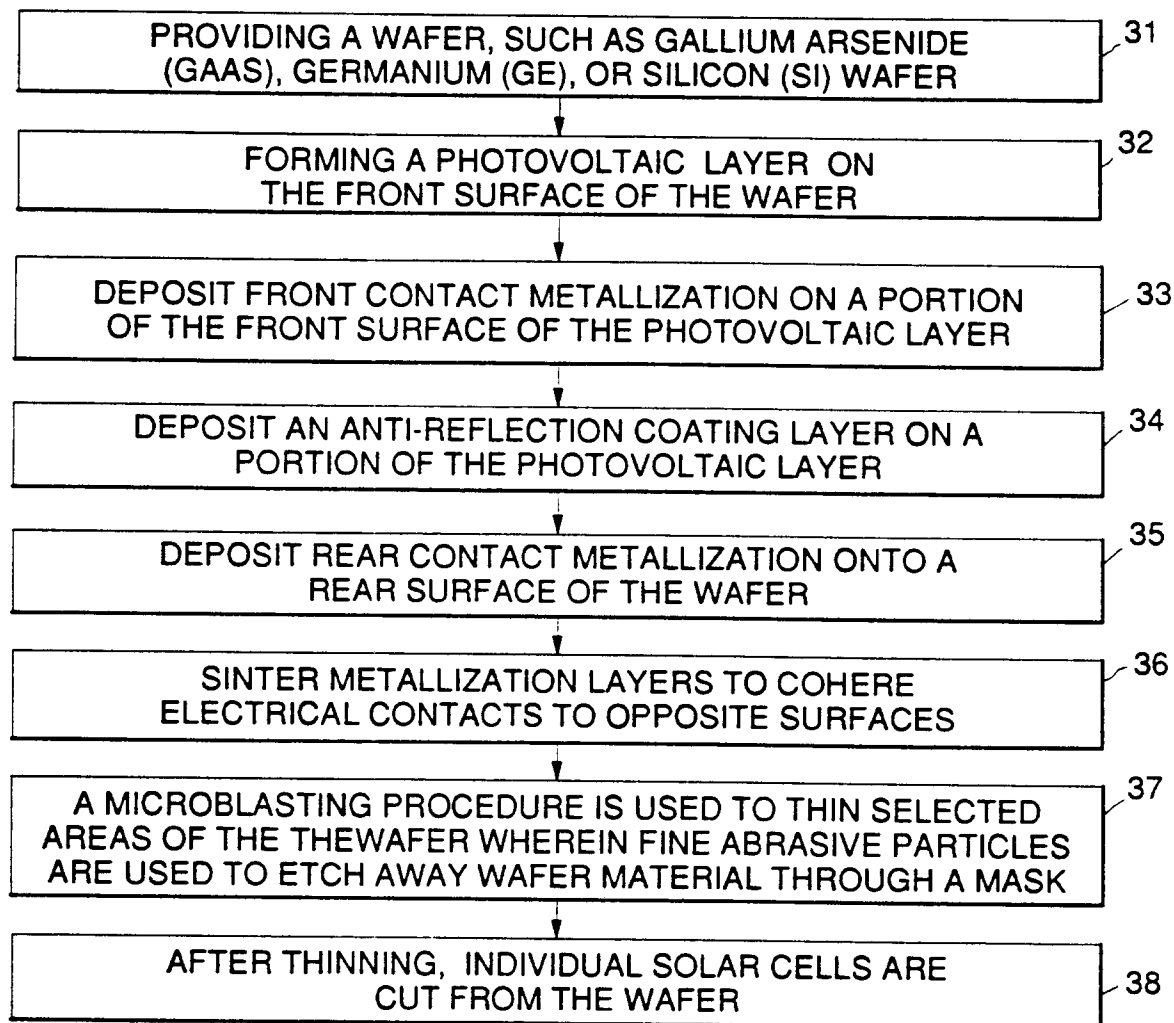 PROVIDING A WAFER, SUCH AS GALLIUM ARSENIDE
(GAAS), GERMANIUM (GE), OR SILICON (SI) WAFER
31
FORMING A PHOTOVOLTAIC LAYER ON
THE FRONT SURFACE OF THE WAFER
32
DEPOSIT FRONT CONTACT METALLIZATION ON A PORTION
OF THE FRONT SURFACE OF THE PHOTOVOLTAIC LAYER
33
DEPOSIT AN ANTI-REFLECTION COATING LAYER ON A
PORTION OF THE PHOTOVOLTAIC LAYER
34
DEPOSIT REAR CONTACT METALLIZATION ONTO A
REAR SURFACE OF THE WAFER
35
SINTER METALLIZATION LAYERS TO COHERE
ELECTRICAL CONTACTS TO OPPOSITE SURFACES
36
A MICROBLASTING PROCEDURE IS USED TO THIN SELECTED
AREAS OF THE THEWAFER WHEREIN FINE ABRASIVE PARTICLES
ARE USED TO ETCH AWAY WAFER MATERIAL THROUGH A MASK
37
AFTER THINNING, INDIVIDUAL SOLAR CELLS ARE
CUT FROM THE WAFER
38